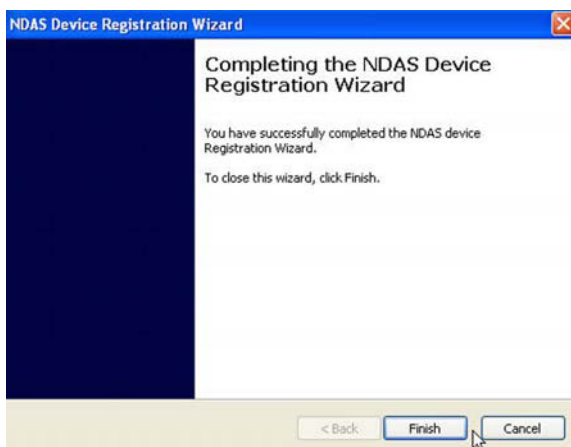 NDAS Device Registration Wizard
Completing the NDAS Device
Registration Wizard
You have successfully completed the NDAS device
Registration Wizard.
To close this wizard, click Finish.
< Back
Finish
Cancel